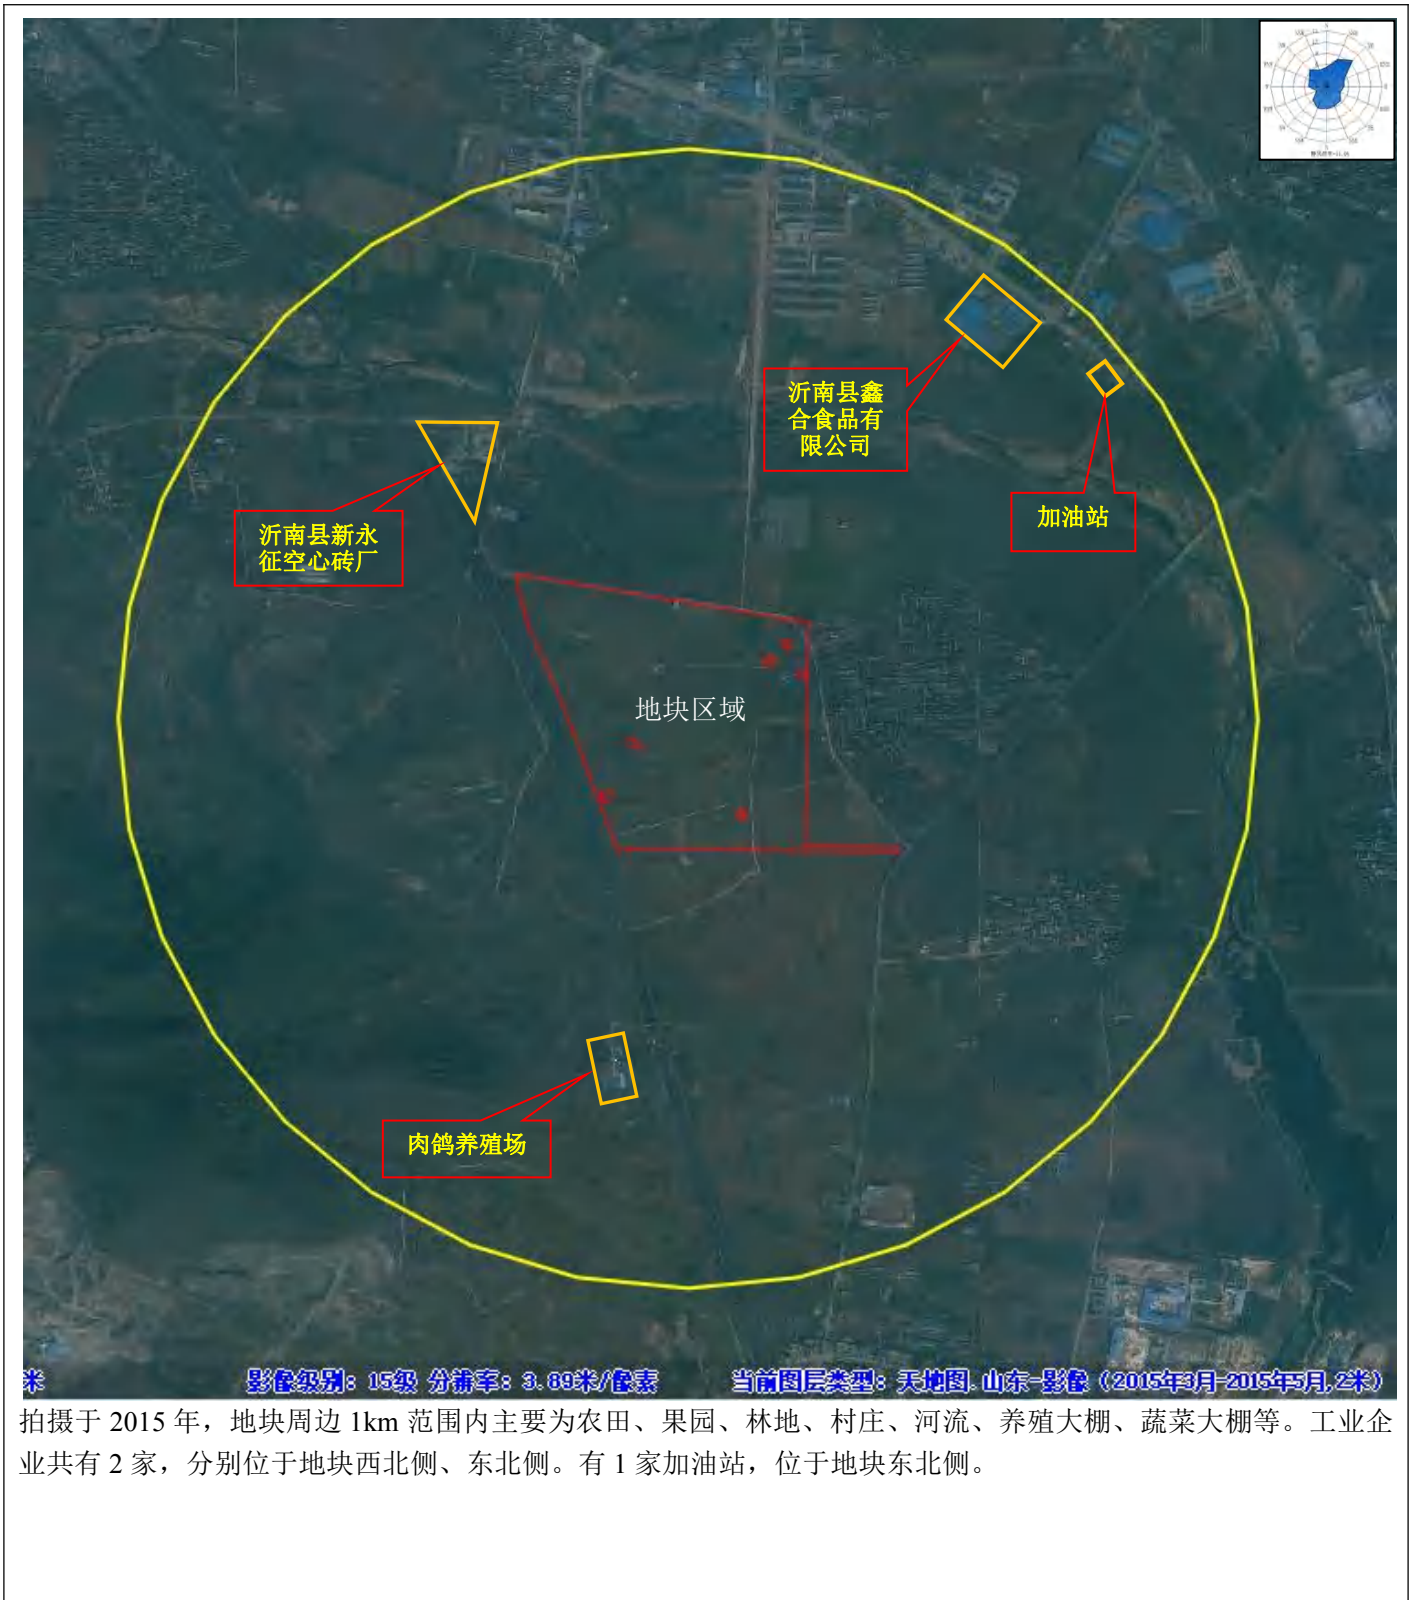 沂南县鑫
合食品有
限公司
加油站
沂南县新永
征空心砖厂
地块区域
肉鸽养殖场
米 影像级别：15级 分辨率：3.89米/像素 当前图层类型：天地图.山东-影像（2015年3月-2015年5月,2米）
拍摄于 2015 年，地块周边 1km 范围内主要为农田、果园、林地、村庄、河流、养殖大棚、蔬菜大棚等。工业企
业共有 2 家，分别位于地块西北侧、东北侧。有 1 家加油站，位于地块东北侧。